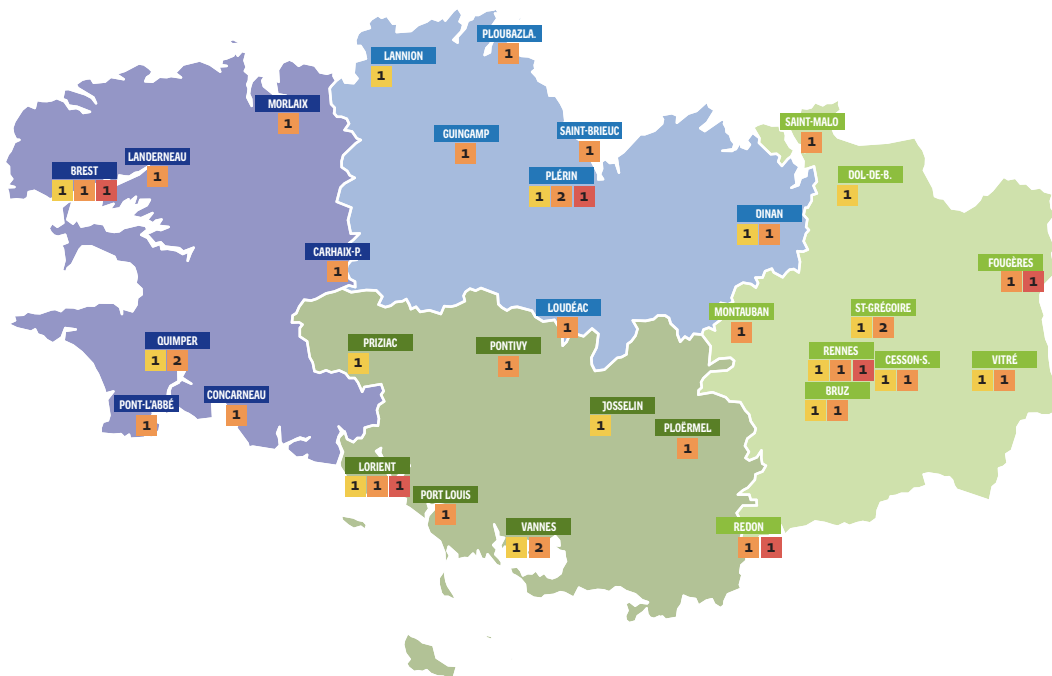 PLOUBAZLA.
1
LANNION
1
MORLAIX
1
GUINGAMP
1
SAINT-BRIEUC
1
SAINT-MALO
1
LANDERNEAU
1
BREST
1 1 1
PLÉRIN
1 2 1
DOL-DE-B.
1
DINAN
1 1
CARHAIX-P.
1
FOUGÈRES
1 1
LOUDÉAC
1
MONTAUBAN
1
ST-GRÉGOIRE
1 2
QUIMPER
1 2
PRIZIAC
1
PONTIVY
1
RENNES
1 1 1
CESSON-S.
1 1
VITRÉ
1 1
BRUZ
1 1
PONT-L'ABBÉ
1
CONCARNEAU
1
JOSSELIN
1
PLOËRMEL
1
LORIENT
1 1 1
PORT LOUIS
1
VANNES
1 2
REDON
1 1